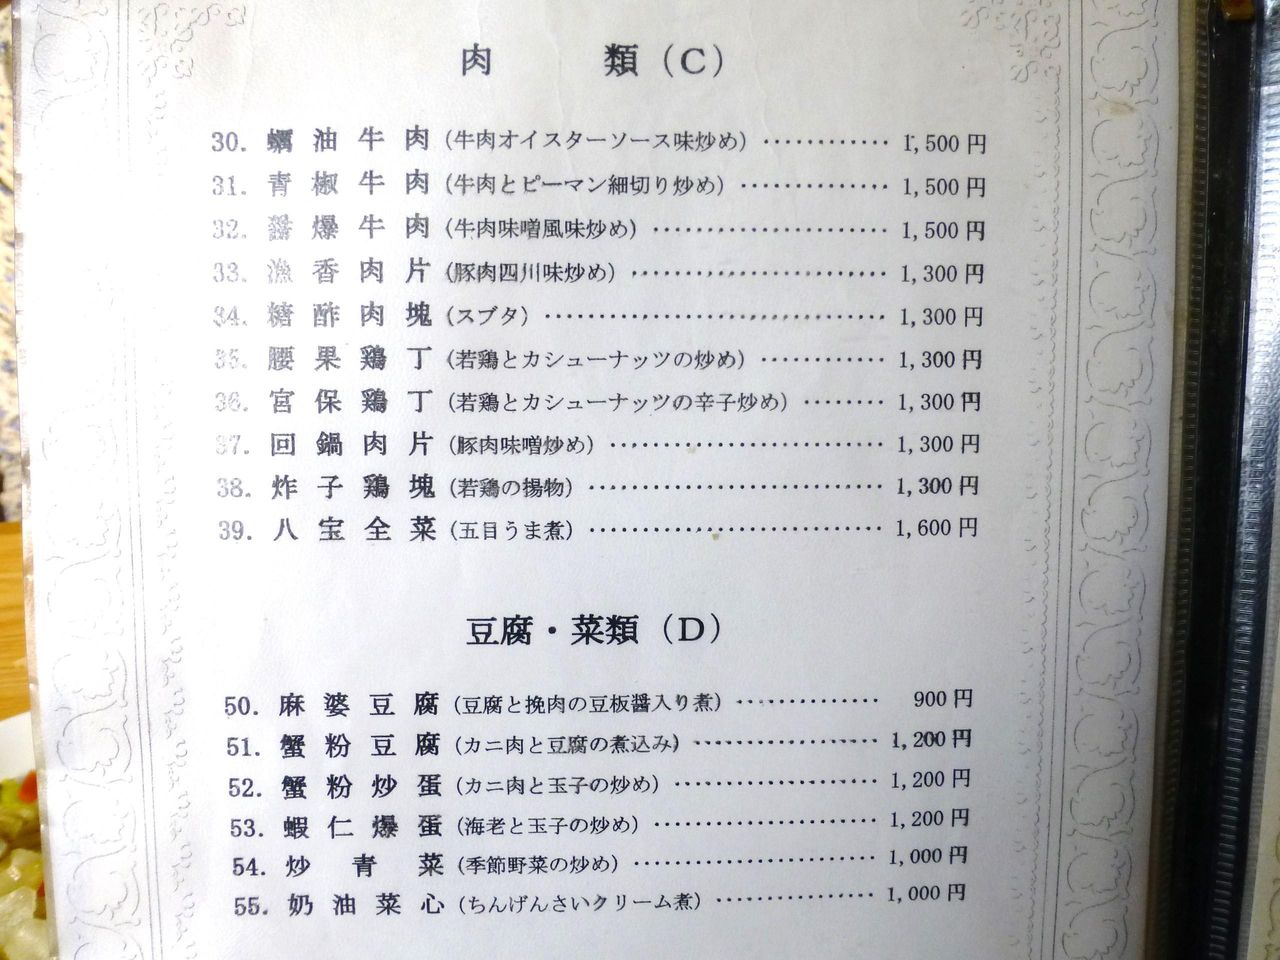 肉 類（C）
30. 蠣油牛肉（牛肉オイスターソース味炒め）………… 1,500円
31. 青椒牛肉（牛肉とピーマン細切り炒め）………… 1,500円
32. 醤爆牛肉（牛肉味噌風味炒め）………… 1,500円
33. 漁香肉片（豚肉四川味炒め）………… 1,300円
34. 糖酢肉塊（スブタ）………… 1,300円
35. 腰果鶏丁（若鶏とカシューナッツの炒め）………… 1,300円
36. 宮保鶏丁（若鶏とカシューナッツの辛子炒め）……… 1,300円
37. 回鍋肉片（豚肉味噌炒め）………… 1,300円
38. 炸子鶏塊（若鶏の揚物）………… 1,300円
39. 八宝全菜（五目うま煮）………… 1,600円
豆腐・菜類（D）
50. 麻婆豆腐（豆腐と挽肉の豆板醤入り煮）………… 900円
51. 蟹粉豆腐（カニ肉と豆腐の煮込み）………… 1,200円
52. 蟹粉炒蛋（カニ肉と玉子の炒め）………… 1,200円
53. 蝦仁爆蛋（海老と玉子の炒め）………… 1,200円
54. 炒青菜（季節野菜の炒め）………… 1,000円
55. 奶油菜心（ちんげんさいクリーム煮）………… 1,000円